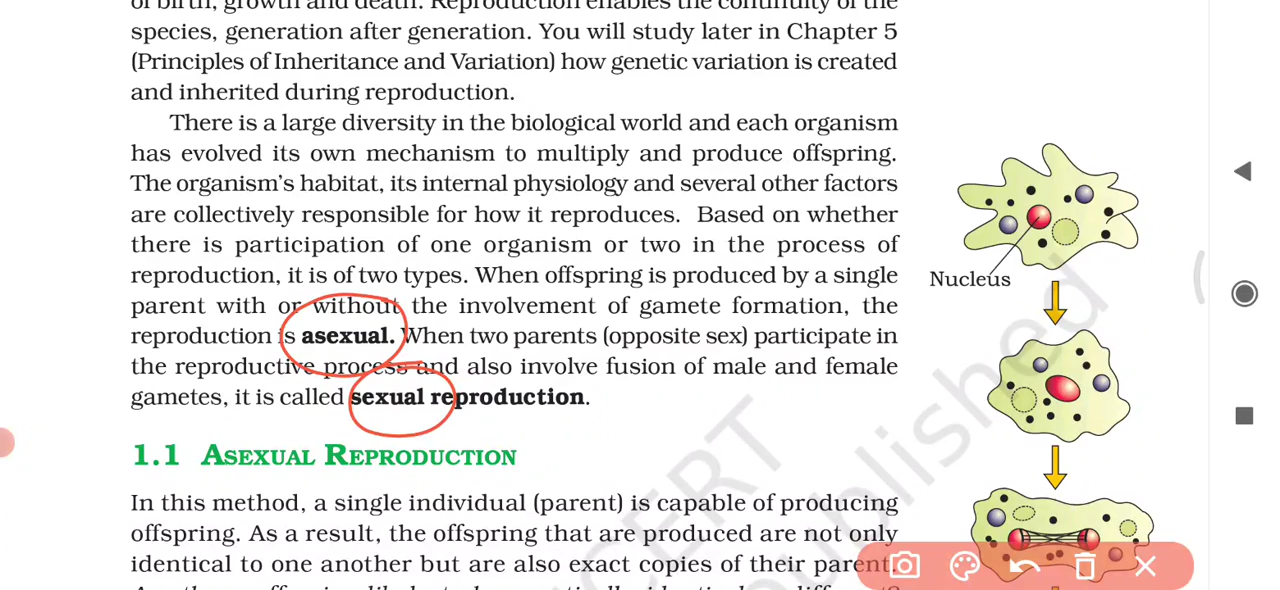 of birth, growth and death. Reproduction enables the continuity of the
species, generation after generation. You will study later in Chapter 5
(Principles of Inheritance and Variation) how genetic variation is created
and inherited during reproduction.
There is a large diversity in the biological world and each organism
has evolved its own mechanism to multiply and produce offspring.
The organism's habitat, its internal physiology and several other factors
are collectively responsible for how it reproduces. Based on whether
there is participation of one organism or two in the process of
reproduction, it is of two types. When offspring is produced by a single
parent with or without the involvement of gamete formation, the
reproduction is asexual. When two parents (opposite sex) participate in
the reproductive process and also involve fusion of male and female
gametes, it is called sexual reproduction.
1.1 ASEXUAL REPRODUCTION
In this method, a single individual (parent) is capable of producing
offspring. As a result, the offspring that are produced are not only
identical to one another but are also exact copies of their parent.
Nucleus
NCERT
published